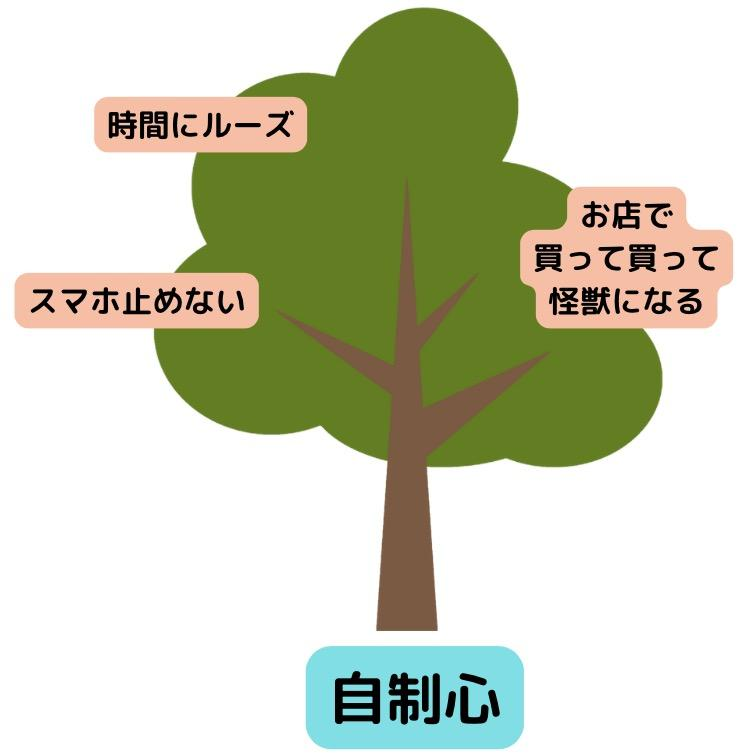 時間にルーズ
お店で
買って買って
怪獣になる
スマホ止めない
自制心